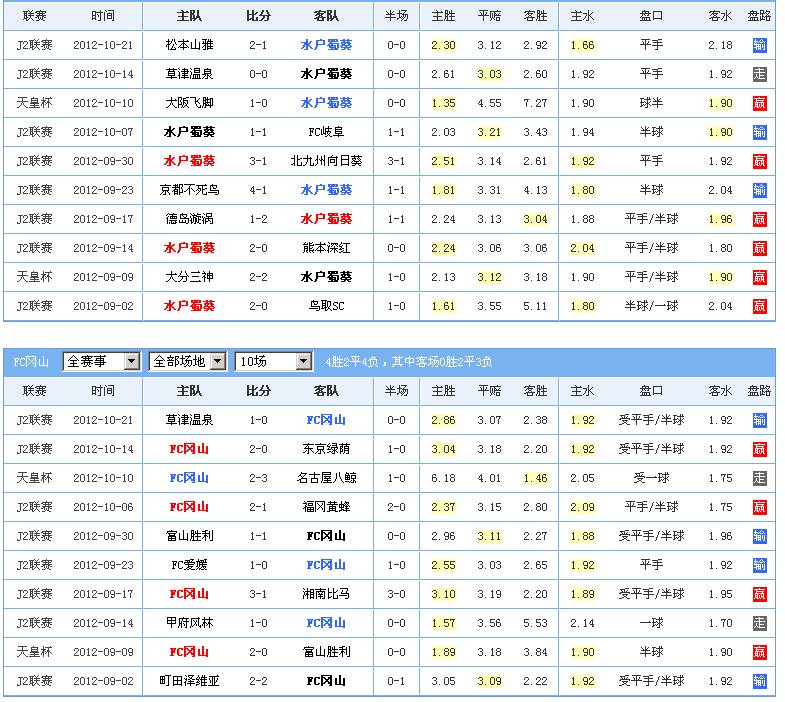 联赛 时间 主队 比分 客队 半场 主胜 平赔 客胜 主水 盘口 客水 盘路
J2联赛 2012-10-21 松本山雅 2-1 水户蜀葵 0-0 2.30 3.12 2.92 1.66 平手 2.18 输
J2联赛 2012-10-14 草津温泉 0-0 水户蜀葵 0-0 2.61 3.03 2.60 1.92 平手 1.92 走
天皇杯 2012-10-10 大阪飞脚 1-0 水户蜀葵 0-0 1.35 4.55 7.27 1.90 球半 1.90 赢
J2联赛 2012-10-07 水户蜀葵 1-1 FC岐阜 1-1 2.03 3.21 3.43 1.94 半球 1.90 输
J2联赛 2012-09-30 水户蜀葵 3-1 北九州向日葵 3-1 2.51 3.14 2.61 1.92 平手 1.92 赢
J2联赛 2012-09-23 京都不死鸟 4-1 水户蜀葵 1-1 1.81 3.31 4.13 1.80 半球 2.04 输
J2联赛 2012-09-17 德岛漩涡 1-2 水户蜀葵 1-1 2.24 3.13 3.04 1.88 平手/半球 1.96 赢
J2联赛 2012-09-14 水户蜀葵 2-0 熊本深红 0-0 2.24 3.06 3.06 2.04 平手/半球 1.80 赢
天皇杯 2012-09-09 大分三神 2-2 水户蜀葵 1-0 2.13 3.12 3.18 1.90 平手/半球 1.90 赢
J2联赛 2012-09-02 水户蜀葵 2-0 鸟取SC 1-0 1.61 3.55 5.11 1.80 半球/一球 2.04 赢
FC冈山 全赛事 全部场地 10场 4胜2平4负，其中客场0胜2平3负
联赛 时间 主队 比分 客队 半场 主胜 平赔 客胜 主水 盘口 客水 盘路
J2联赛 2012-10-21 草津温泉 1-0 FC冈山 0-0 2.86 3.07 2.38 1.92 受平手/半球 1.92 输
J2联赛 2012-10-14 FC冈山 2-0 东京绿荫 1-0 3.04 3.18 2.20 1.92 受平手/半球 1.92 赢
天皇杯 2012-10-10 FC冈山 2-3 名古屋八鲸 1-0 6.18 4.01 1.46 2.05 受一球 1.75 走
J2联赛 2012-10-06 FC冈山 2-1 福冈黄蜂 2-0 2.37 3.15 2.80 2.09 平手/半球 1.75 赢
J2联赛 2012-09-30 富山胜利 1-1 FC冈山 0-0 2.96 3.11 2.27 1.88 受平手/半球 1.96 输
J2联赛 2012-09-23 FC爱媛 1-0 FC冈山 1-0 2.55 3.03 2.65 1.92 平手 1.92 输
J2联赛 2012-09-17 FC冈山 3-1 湘南比马 3-0 3.10 3.19 2.20 1.89 受平手/半球 1.95 赢
J2联赛 2012-09-14 甲府风林 1-0 FC冈山 0-0 1.57 3.56 5.53 2.14 一球 1.70 走
天皇杯 2012-09-09 FC冈山 2-0 富山胜利 0-0 1.89 3.18 3.84 1.90 半球 1.90 赢
J2联赛 2012-09-02 町田泽维亚 2-2 FC冈山 0-1 3.05 3.09 2.22 1.92 受平手/半球 1.92 输